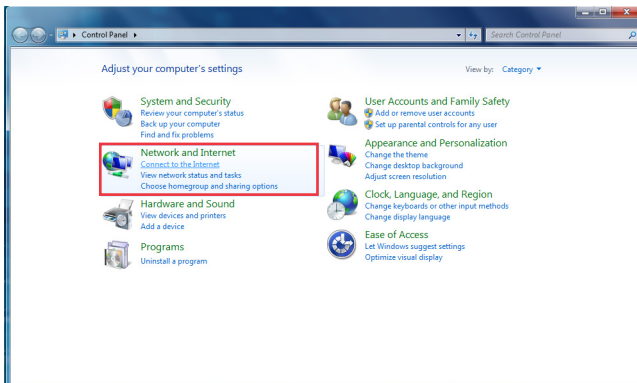 Control Panel
Search Control Panel
Adjust your computer's settings
View by: Category
System and Security
Review your computer's status
Back up your computer
Find and fix problems
Network and Internet
Connect to the Internet
View network status and tasks
Choose homegroup and sharing options
Hardware and Sound
View devices and printers
Add a device
Programs
Uninstall a program
User Accounts and Family Safety
Add or remove user accounts
Set up parental controls for any user
Appearance and Personalization
Change the theme
Change desktop background
Adjust screen resolution
Clock, Language, and Region
Change keyboards or other input methods
Change display language
Ease of Access
Let Windows suggest settings
Optimize visual display